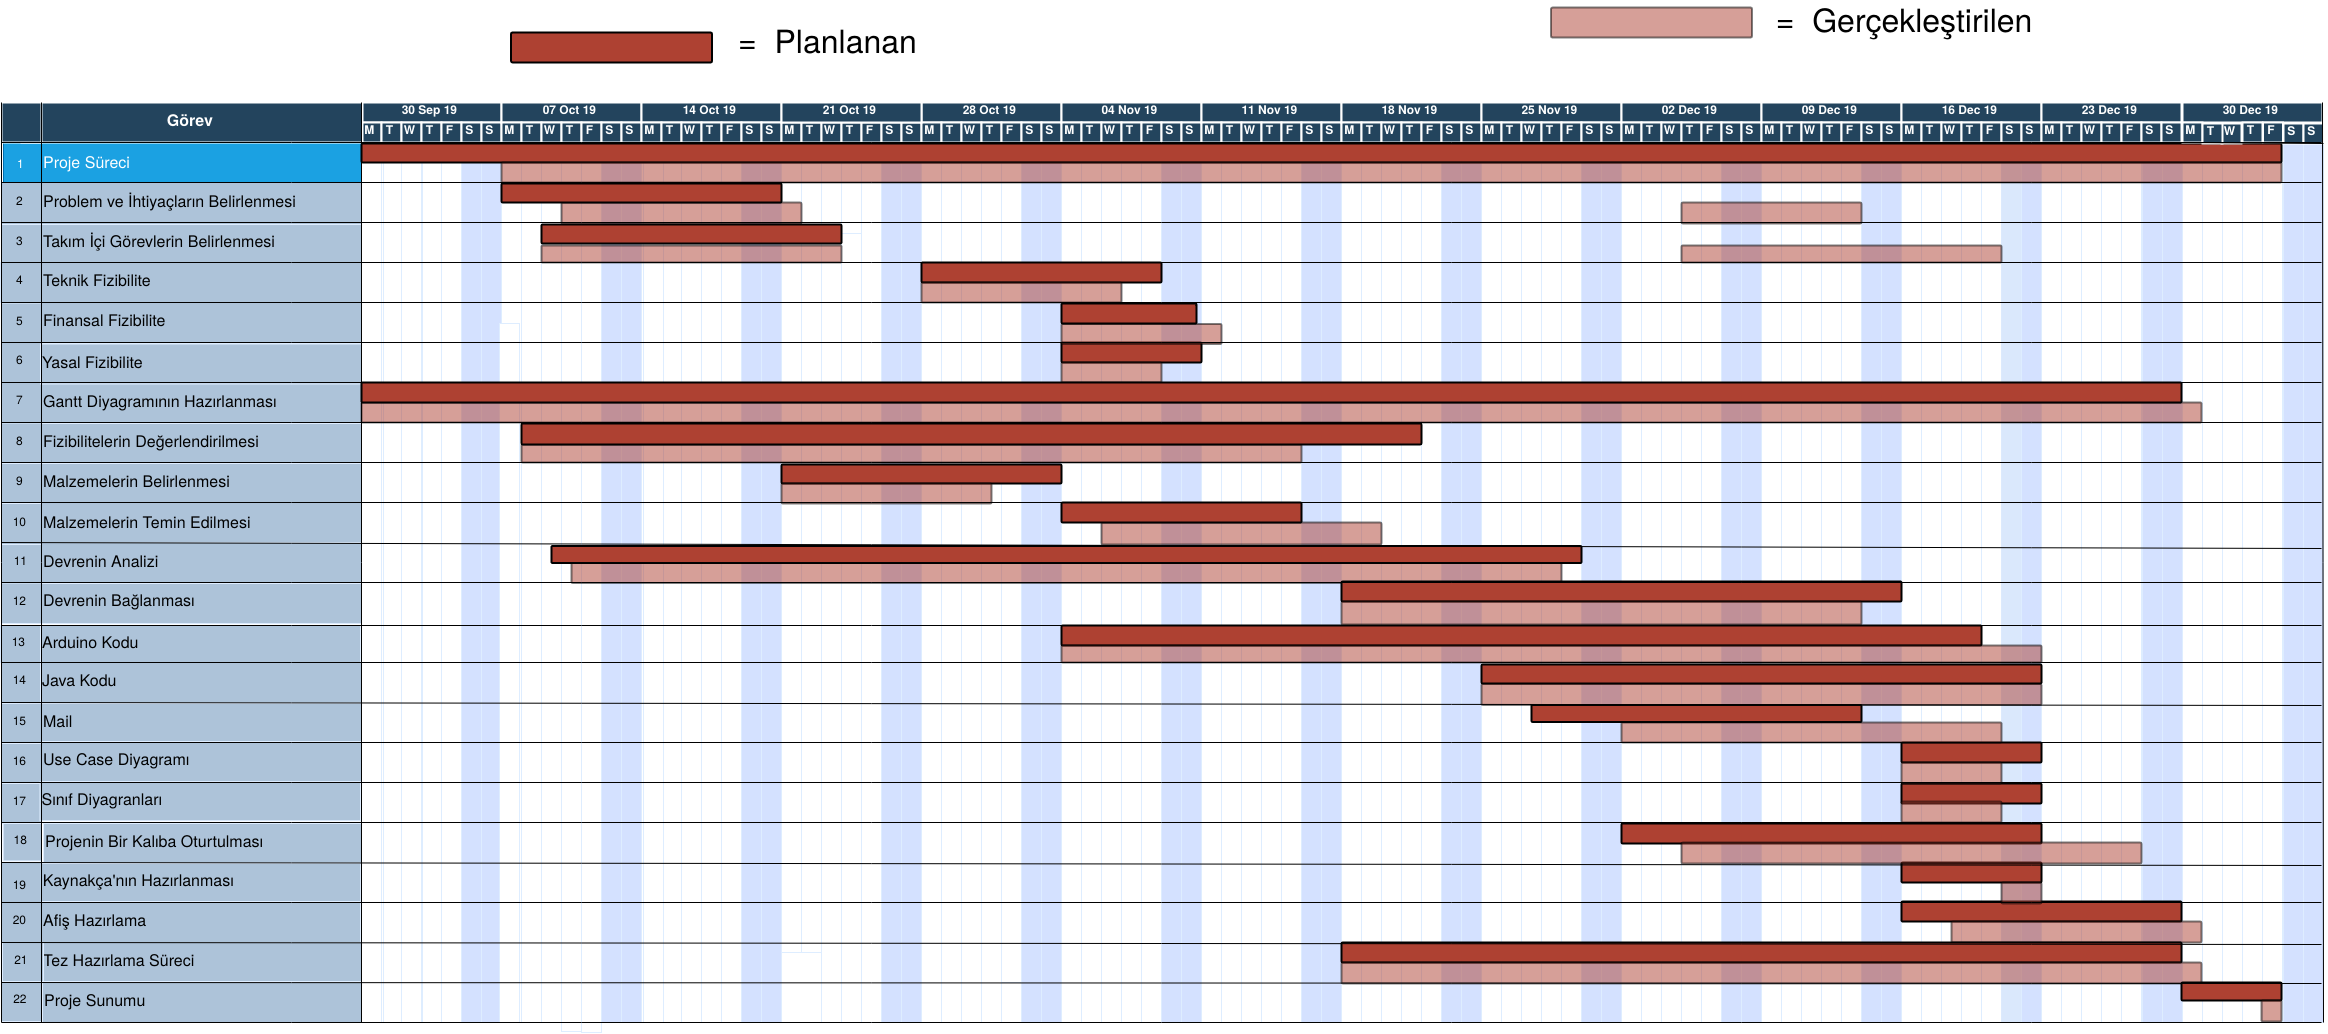 = Planlanan
= Gerçekleştirilen
Görev
30 Sep 19 07 Oct 19 14 Oct 19 21 Oct 19 28 Oct 19 04 Nov 19 11 Nov 19 18 Nov 19 25 Nov 19 02 Dec 19 09 Dec 19 16 Dec 19 23 Dec 19 30 Dec 19
M T W T F S S M T W T F S S M T W T F S S M T W T F S S M T W T F S S M T W T F S S M T W T F S S M T W T F S S M T W T F S S M T W T F S S M T W T F S S M T W T F S S M T W T F S S M T W T F S S
1 Proje Süreci
2 Problem ve İhtiyaçların Belirlenmesi
3 Takım İçi Görevlerin Belirlenmesi
4 Teknik Fizibilite
5 Finansal Fizibilite
6 Yasal Fizibilite
7 Gantt Diyagramının Hazırlanması
8 Fizibilitelerin Değerlendirilmesi
9 Malzemelerin Belirlenmesi
10 Malzemelerin Temin Edilmesi
11 Devrenin Analizi
12 Devrenin Bağlanması
13 Arduino Kodu
14 Java Kodu
15 Mail
16 Use Case Diyagramı
17 Sınıf Diyagranları
18 Projenin Bir Kalıba Oturtulması
19 Kaynakça'nın Hazırlanması
20 Afiş Hazırlama
21 Tez Hazırlama Süreci
22 Proje Sunumu